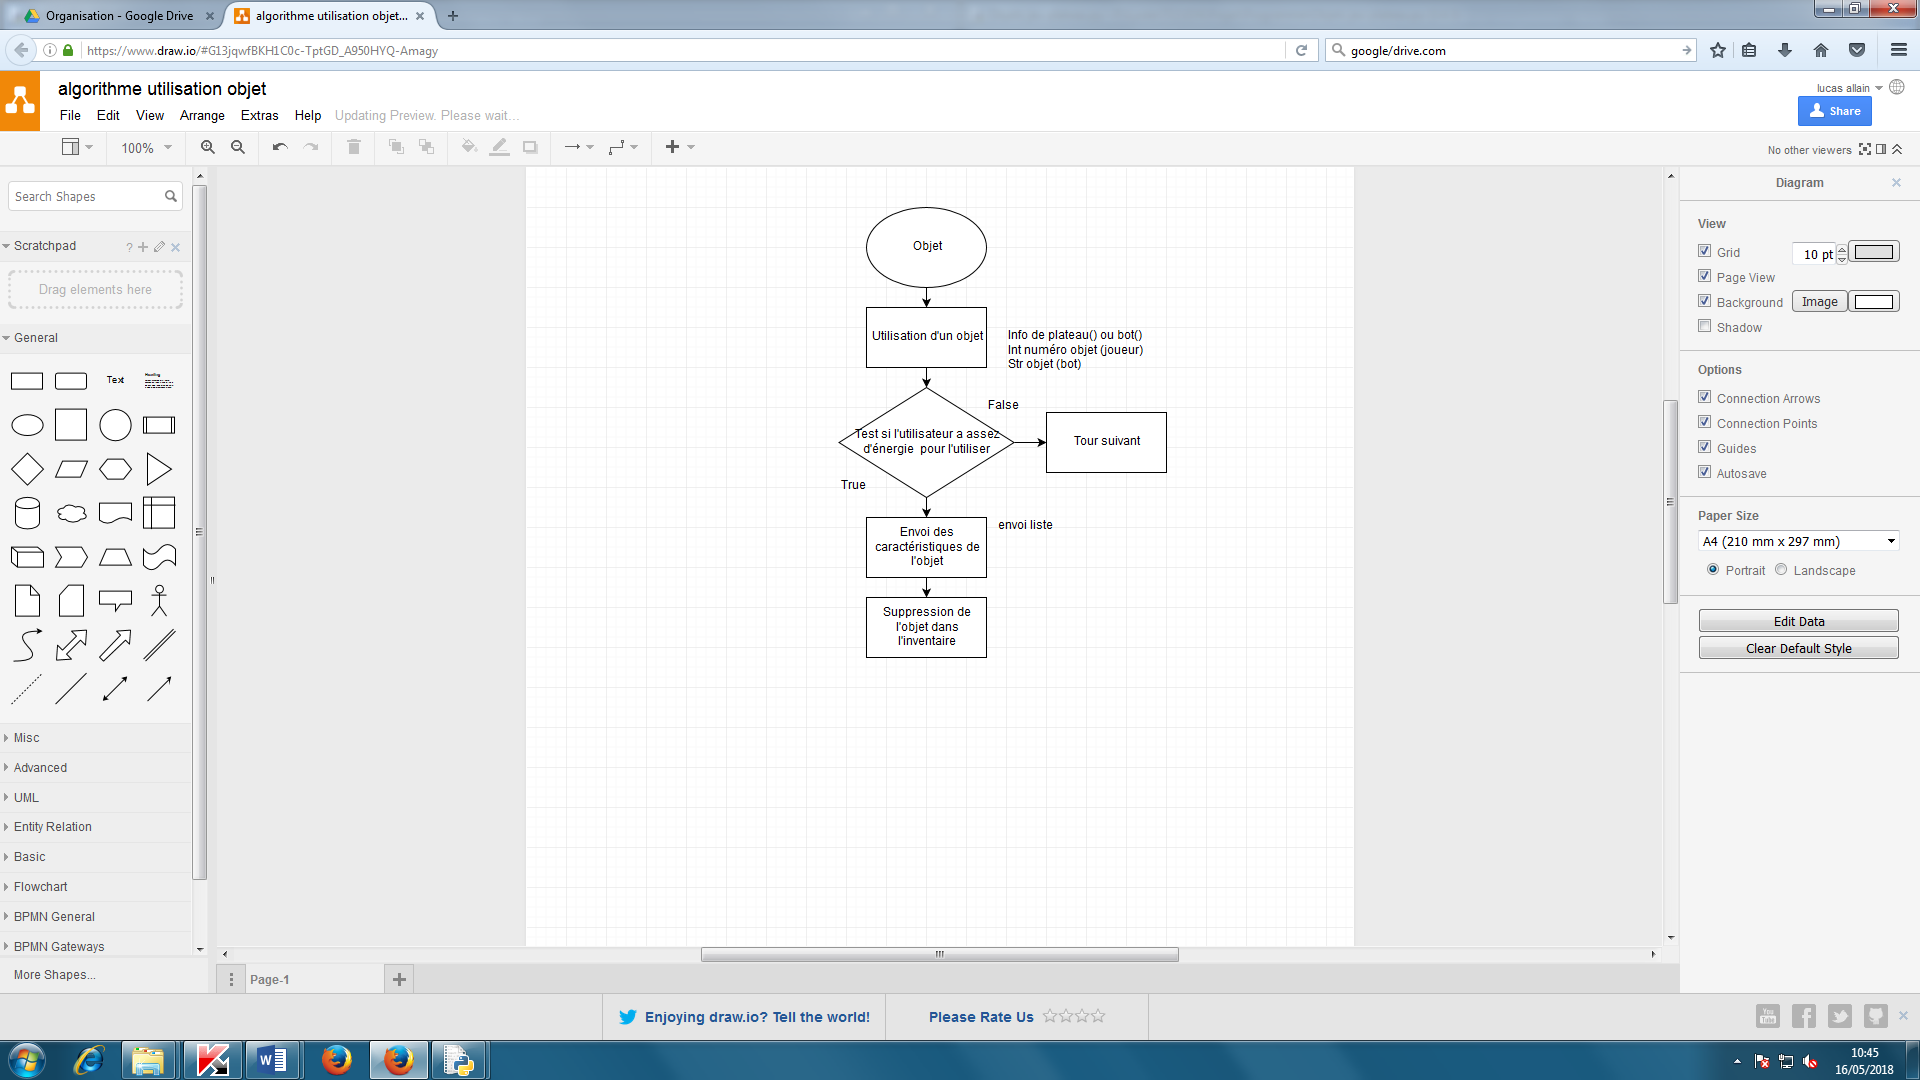 Organisation - Google Drive
algorithme utilisation objet...
https://www.draw.io/#G13jqwfBKH1C0c-TptGD_A950HYQ-Amagy
google/drive.com
algorithme utilisation objet
lucas allain
File Edit View Arrange Extras Help Updating Preview. Please wait...
Share
100%
No other viewers
Search Shapes
Scratchpad
?
Drag elements here
General
Text
Heading
Misc
Advanced
UML
Entity Relation
Basic
Flowchart
BPMN General
BPMN Gateways
More Shapes...
Objet
Utilisation d'un objet
Info de plateau() ou bot()
Int numéro objet (joueur)
Str objet (bot)
False
Test si l'utilisateur a assez
d'énergie pour l'utiliser
Tour suivant
True
Envoi des
caractéristiques de
l'objet
envoi liste
Suppression de
l'objet dans
l'inventaire
Diagram
View
Grid
10 pt
Page View
Background
Image
Shadow
Options
Connection Arrows
Connection Points
Guides
Autosave
Paper Size
A4 (210 mm x 297 mm)
Portrait
Landscape
Edit Data
Clear Default Style
Page-1
Enjoying draw.io? Tell the world!
Please Rate Us
You
Tube
10:45
16/05/2018